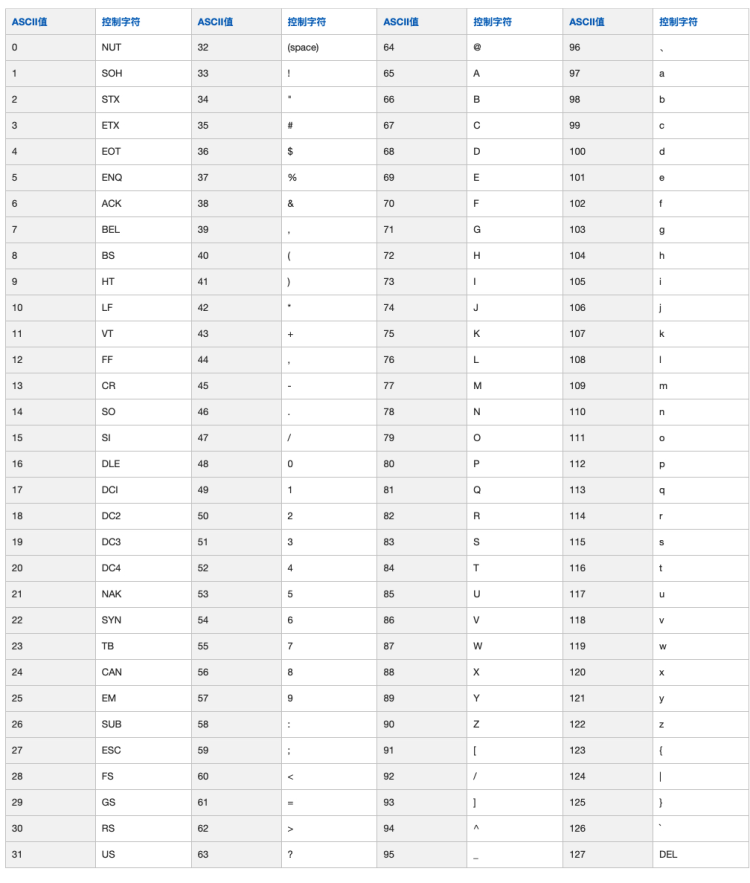 ASCII值 控制字符 ASCII值 控制字符 ASCII值 控制字符 ASCII值 控制字符
0 NUT 32 (space) 64 @ 96 、
1 SOH 33 ! 65 A 97 a
2 STX 34 " 66 B 98 b
3 ETX 35 # 67 C 99 c
4 EOT 36 $ 68 D 100 d
5 ENQ 37 % 69 E 101 e
6 ACK 38 & 70 F 102 f
7 BEL 39 , 71 G 103 g
8 BS 40 ( 72 H 104 h
9 HT 41 ) 73 I 105 i
10 LF 42 * 74 J 106 j
11 VT 43 + 75 K 107 k
12 FF 44 , 76 L 108 l
13 CR 45 - 77 M 109 m
14 SO 46 . 78 N 110 n
15 SI 47 / 79 O 111 o
16 DLE 48 0 80 P 112 p
17 DCI 49 1 81 Q 113 q
18 DC2 50 2 82 R 114 r
19 DC3 51 3 83 S 115 s
20 DC4 52 4 84 T 116 t
21 NAK 53 5 85 U 117 u
22 SYN 54 6 86 V 118 v
23 TB 55 7 87 W 119 w
24 CAN 56 8 88 X 120 x
25 EM 57 9 89 Y 121 y
26 SUB 58 : 90 Z 122 z
27 ESC 59 ; 91 [ 123 {
28 FS 60 < 92 / 124 |
29 GS 61 = 93 ] 125 }
30 RS 62 > 94 ^ 126 `
31 US 63 ? 95 _ 127 DEL